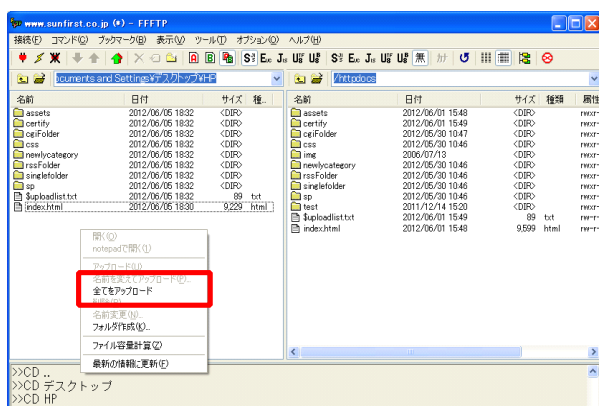 www.sunfirst.co.jp (*) - FFFTP
接続(F) コマンド(C) ブックマーク(B) 表示(V) ツール(T) オプション(O) ヘルプ(H)
ocuments and Settings¥デスクトップ¥HP
/httpdocs
名前 日付 サイズ 種..
assets 2012/06/05 18:32 <DIR>
certify 2012/06/05 18:32 <DIR>
cgiFolder 2012/06/05 18:32 <DIR>
css 2012/06/05 18:32 <DIR>
newlycategory 2012/06/05 18:32 <DIR>
rssFolder 2012/06/05 18:32 <DIR>
singlefolder 2012/06/05 18:32 <DIR>
sp 2012/06/05 18:32 <DIR>
$uploadlist.txt 2012/06/05 18:32 89 txt
index.html 2012/06/05 18:30 9,229 html
名前 日付 サイズ 種類 属性
assets 2012/06/01 15:48 <DIR> rwxr-
certify 2012/06/01 15:49 <DIR> rwxr-
cgiFolder 2012/05/30 10:47 <DIR> rwxr-
css 2012/05/30 10:46 <DIR> rwxr-
img 2006/07/13 <DIR> rwxr-
newlycategory 2012/05/30 10:46 <DIR> rwxr-
rssFolder 2012/05/30 10:46 <DIR> rwxr-
singlefolder 2012/05/30 10:46 <DIR> rwxr-
sp 2012/05/30 10:46 <DIR> rwxr-
test 2011/12/14 15:20 <DIR> rwxr-
$uploadlist.txt 2012/06/01 15:49 89 txt rw-r--
index.html 2012/06/01 15:48 9,599 html rw-r--
開く(O)
notepadで開く(1)
アップロード(U)
名前を変えてアップロード(P)...
全てをアップロード
削除(R)
名前変更(N)...
フォルダ作成(K)...
ファイル容量計算(Z)
最新の情報に更新(F)
>>CD ..
>>CD デスクトップ
>>CD HP